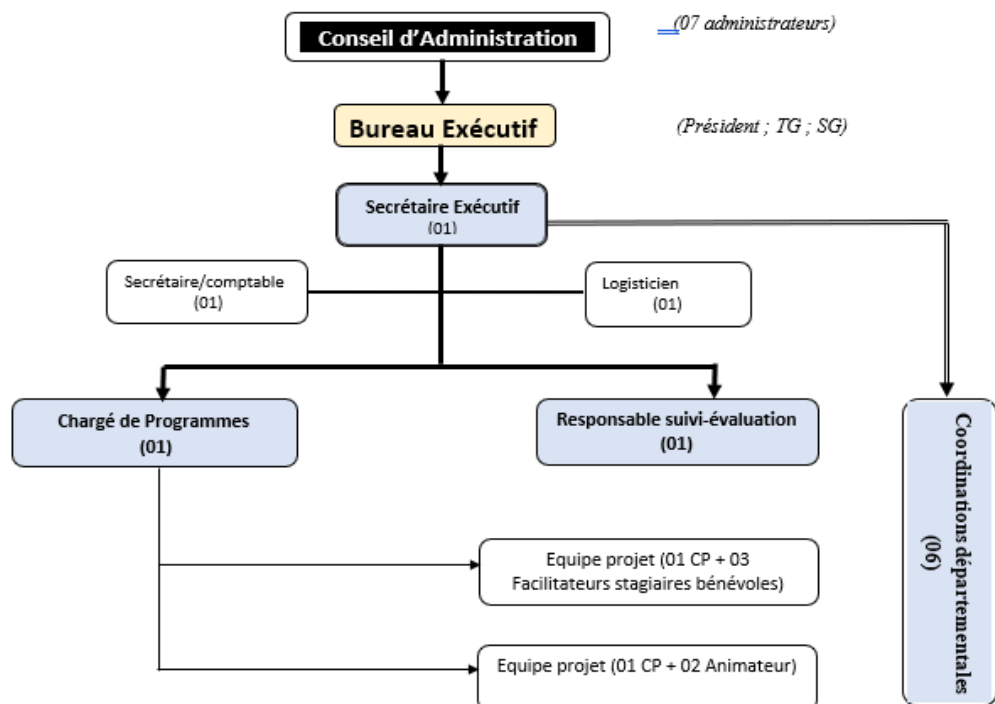 Conseil d’Administration
(07 administrateurs)
Bureau Exécutif
(Président ; TG ; SG)
Secrétaire Exécutif
(01)
Secrétaire/comptable
(01)
Logisticien
(01)
Chargé de Programmes
(01)
Responsable suivi-évaluation
(01)
Coordinations départementales
(06)
Equipe projet (01 CP + 03
Facilitateurs stagiaires bénévoles)
Equipe projet (01 CP + 02 Animateur)